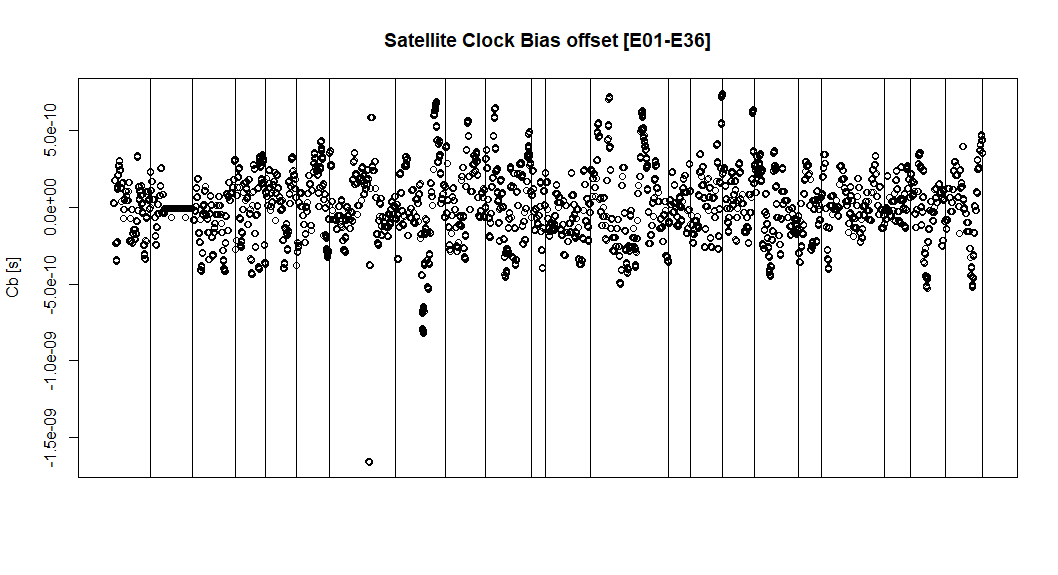 Satellite Clock Bias offset [E01-E36]
Cb [s]
5.0e-10
0.0e+00
-5.0e-10
-1.0e-09
-1.5e-09